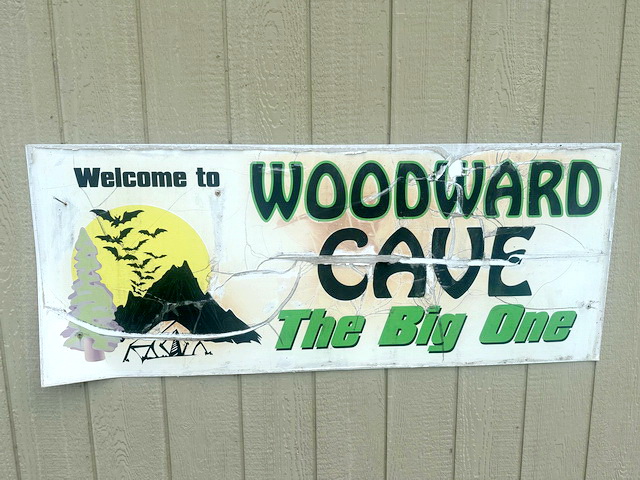 Welcome to
WOODWARD
CAVE
The Big One